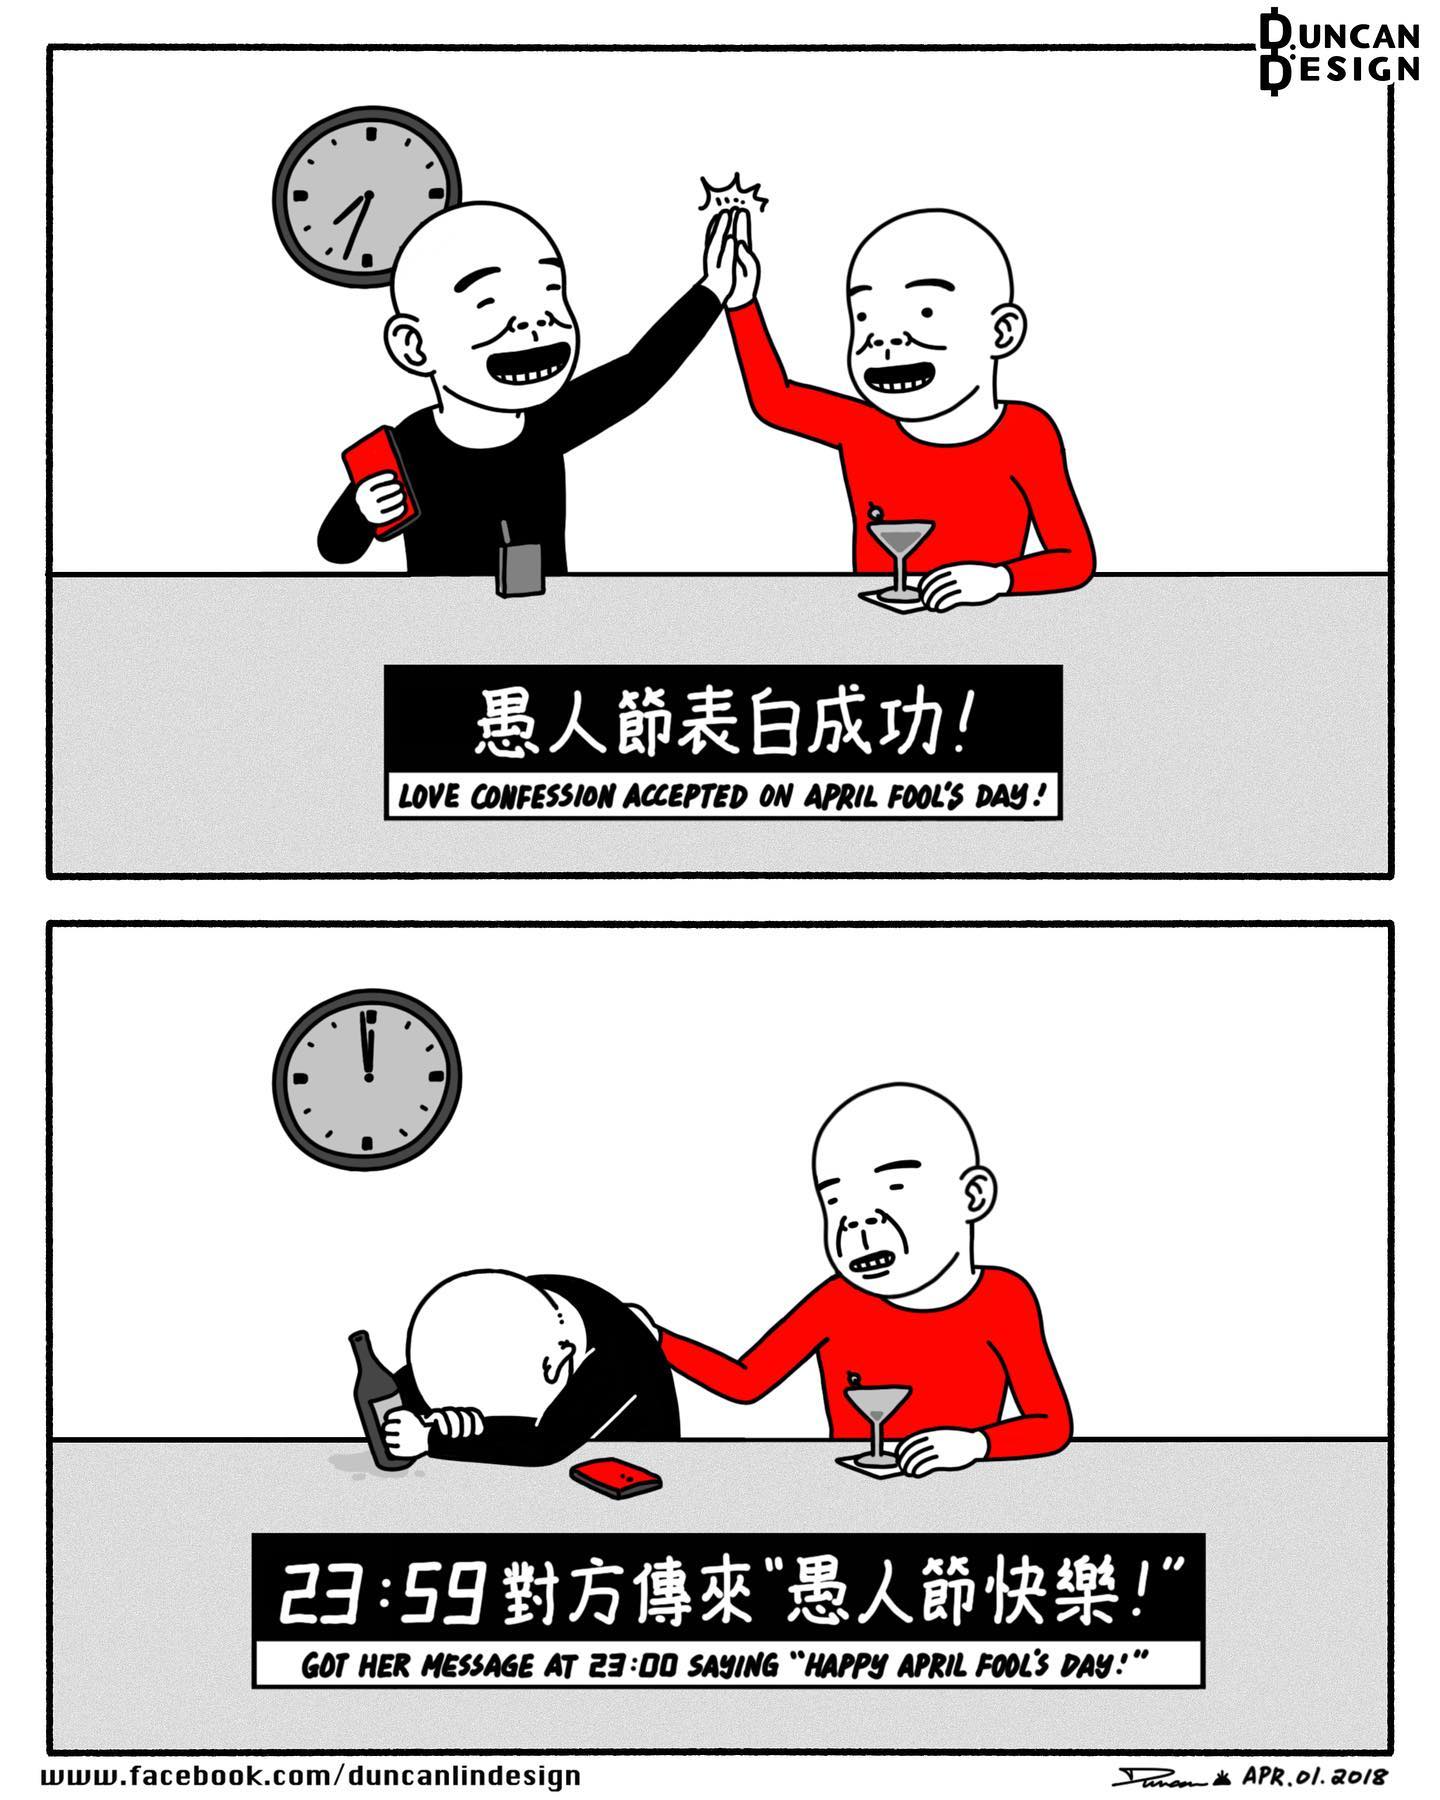 DUNCAN
DESIGN
愚人節表白成功!
LOVE CONFESSION ACCEPTED ON APRIL FOOL'S DAY!
23:59 對方傳來"愚人節快樂!"
GOT HER MESSAGE AT 23:00 SAYING "HAPPY APRIL FOOL'S DAY!"
www.facebook.com/duncanlindesign
Duncan APR.01.2018